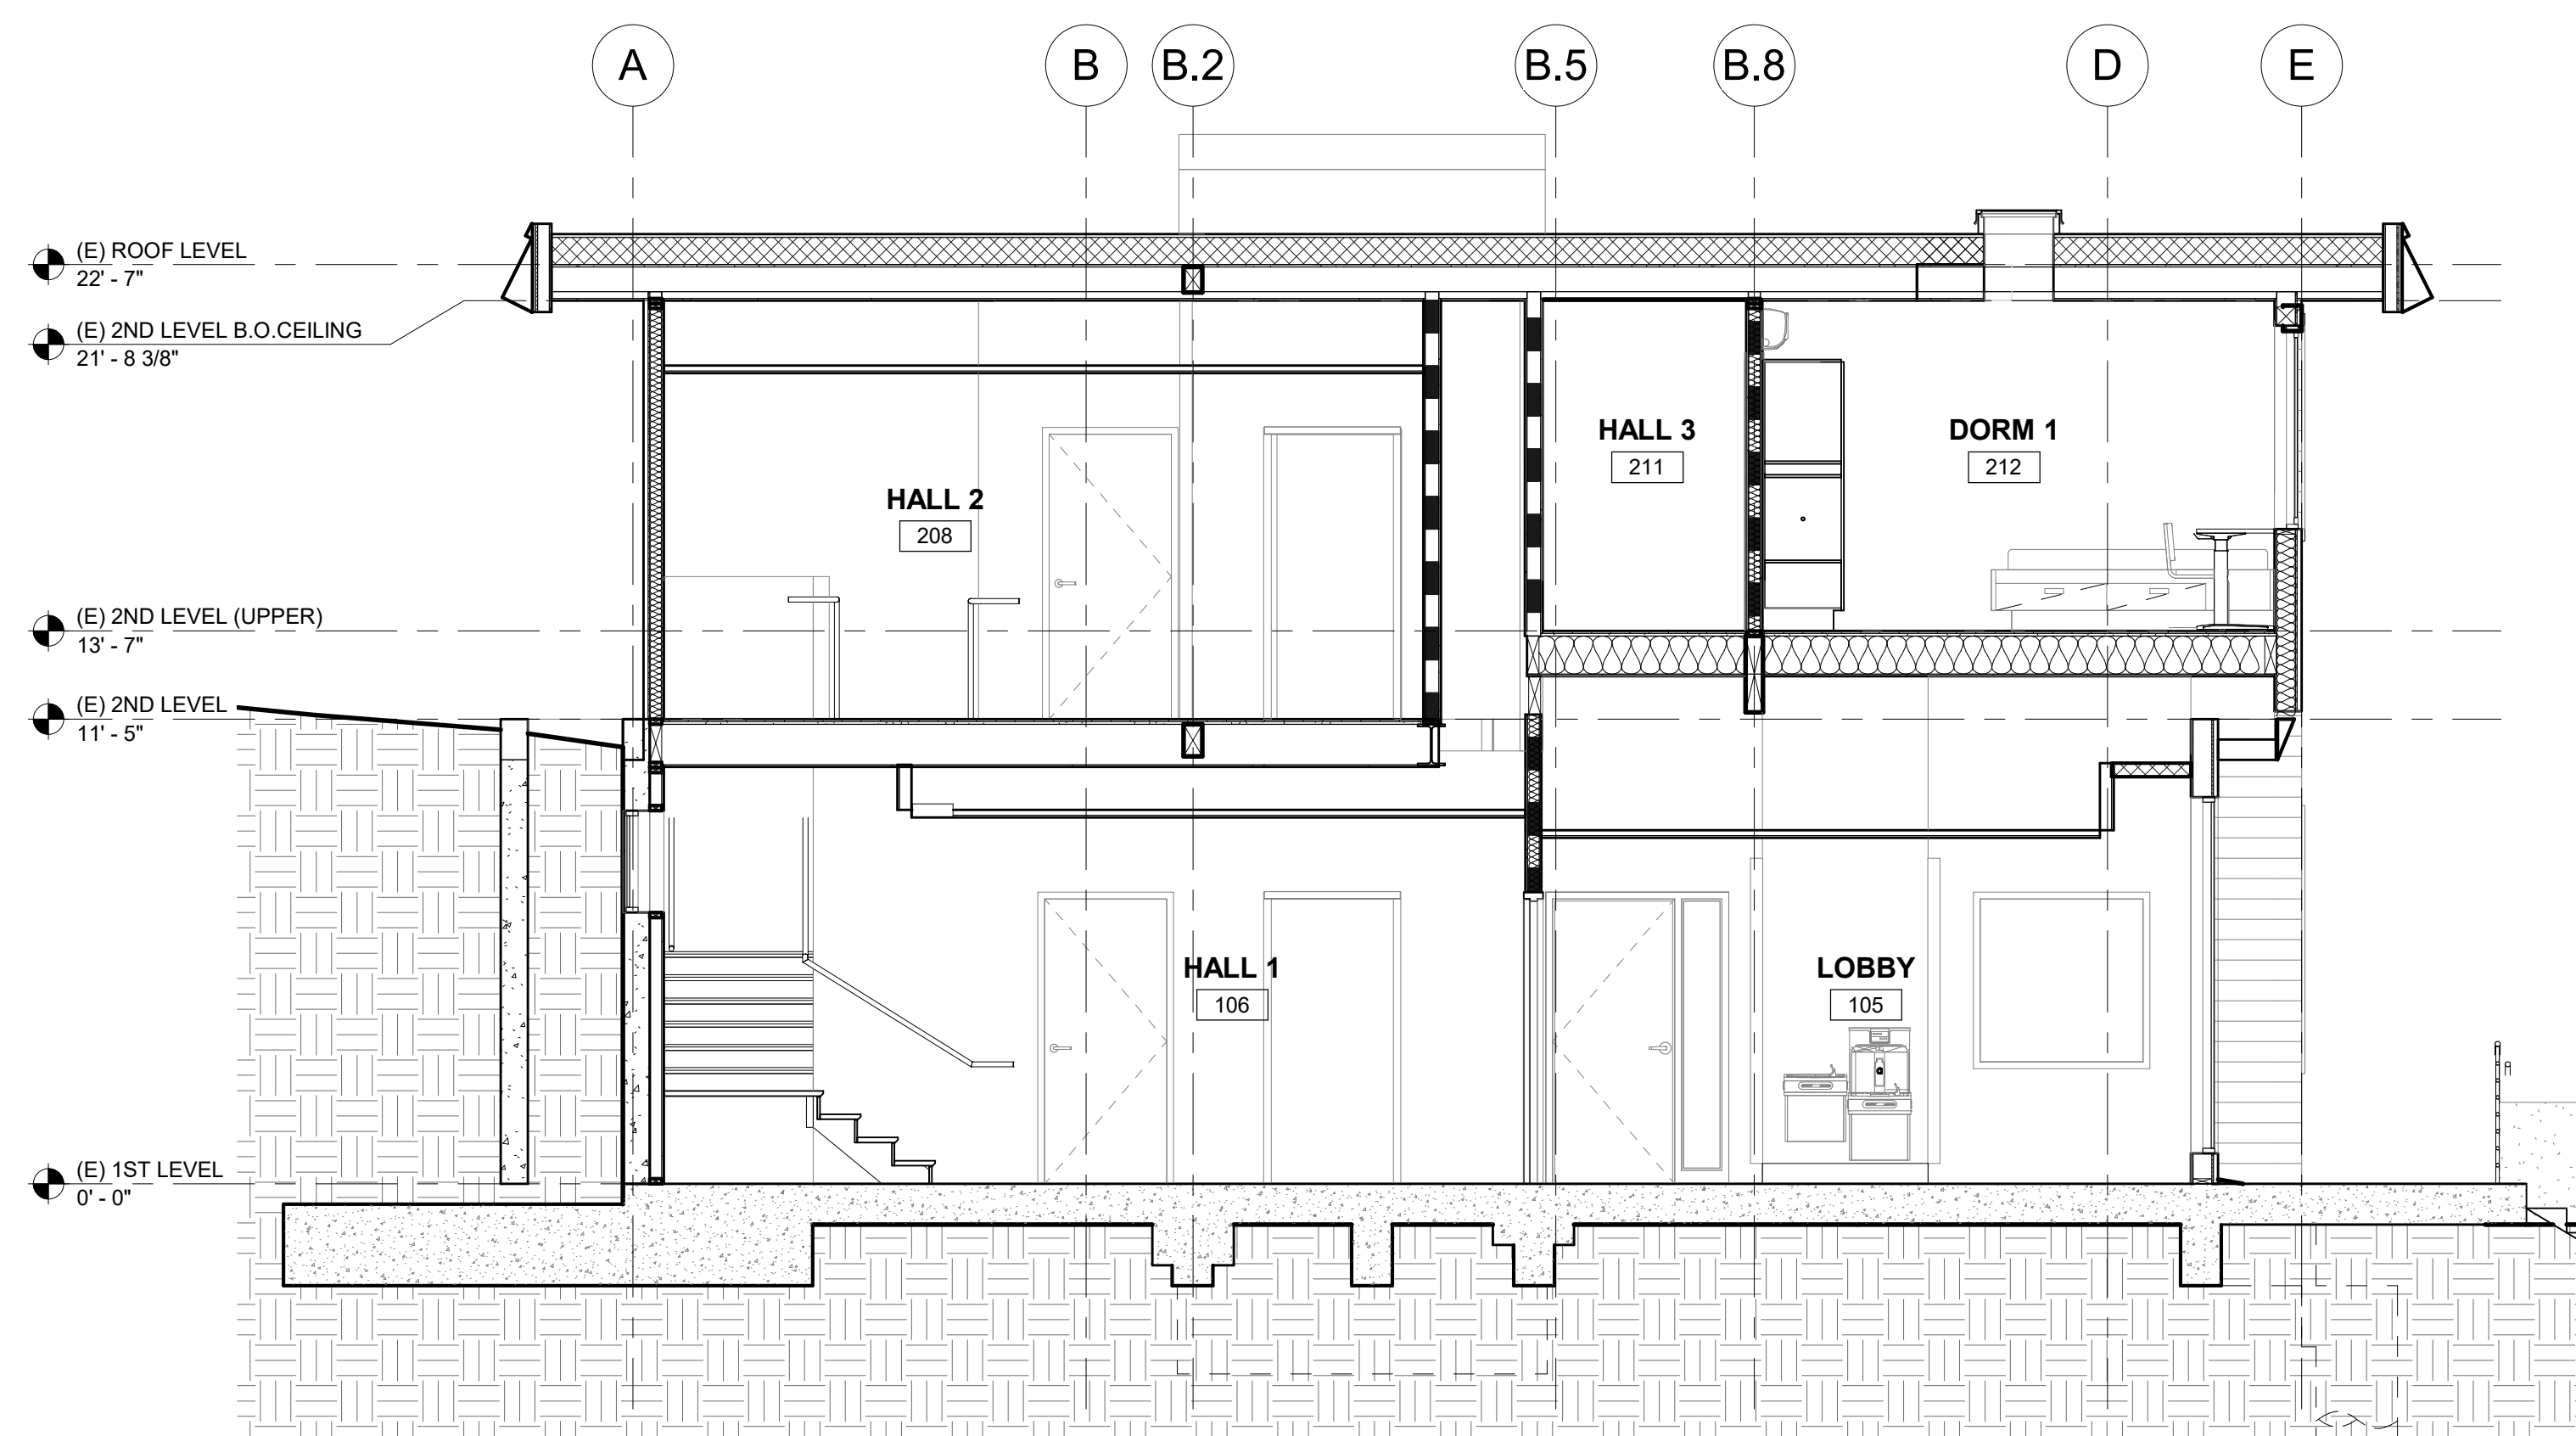 A
B
B.2
B.5
B.8
D
E
(E) ROOF LEVEL
22' - 7"
(E) 2ND LEVEL B.O.CEILING
21' - 8 3/8"
HALL 3
211
DORM 1
212
HALL 2
208
(E) 2ND LEVEL (UPPER)
13' - 7"
(E) 2ND LEVEL
11' - 5"
HALL 1
106
LOBBY
105
(E) 1ST LEVEL
0' - 0"